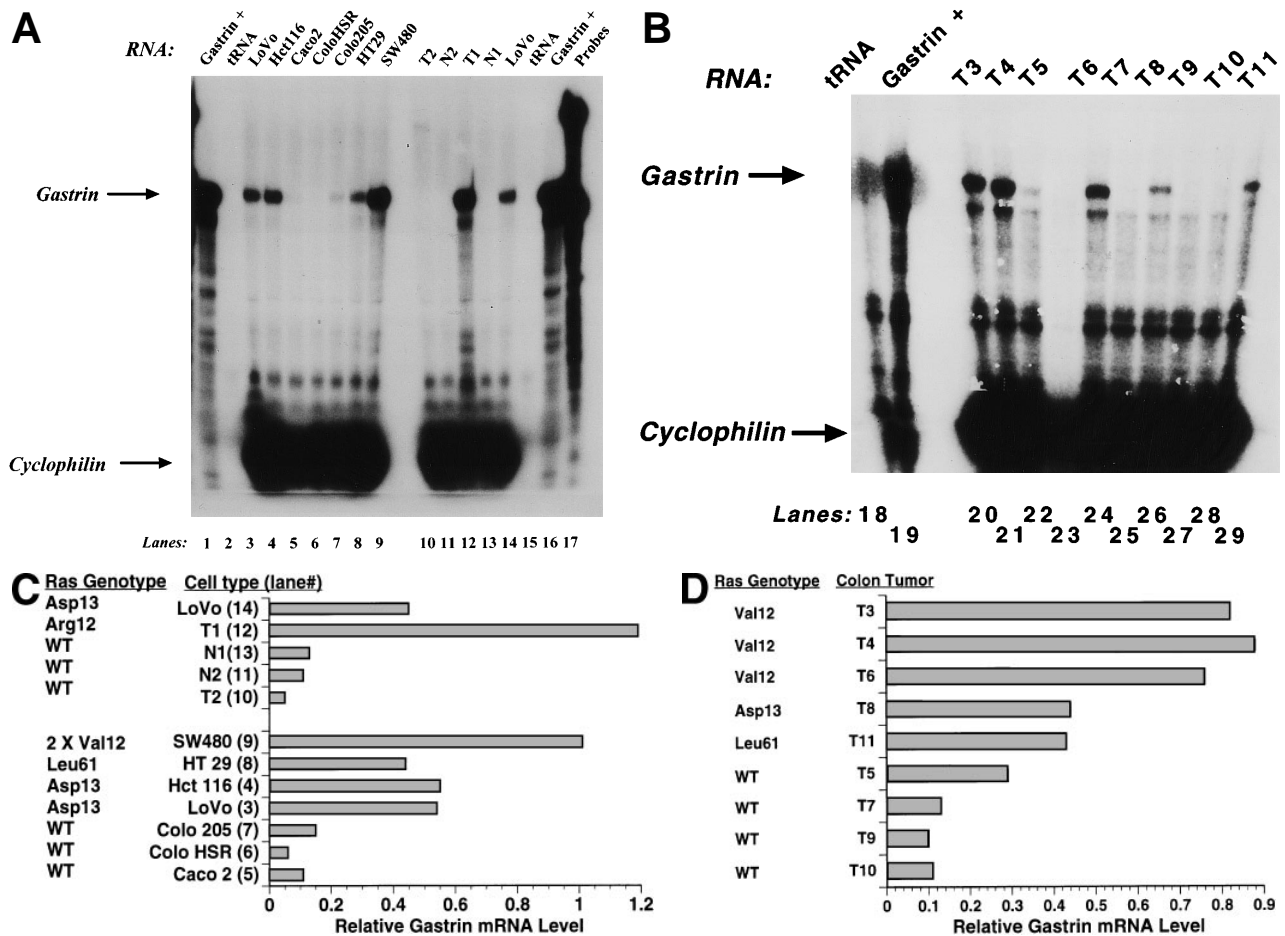 A
RNA:
Gastrin +
tRNA
LoVo
Hct116
Caco2
ColoHSR
Colo205
HT29
SW480
T2
N2
T1
N1
LoVo
tRNA
Gastrin +
Probes
Gastrin
Cyclophilin
Lanes: 1 2 3 4 5 6 7 8 9 10 11 12 13 14 15 16 17
B
RNA:
tRNA
Gastrin +
T3
T4
T5
T6
T7
T8
T9
T10
T11
Gastrin
Cyclophilin
Lanes: 18 19 20 21 22 23 24 25 26 27 28 29
C
Ras Genotype Cell type (lane#)
Asp13 LoVo (14)
Arg12 T1 (12)
WT N1(13)
WT N2 (11)
WT T2 (10)
2 X Val12 SW480 (9)
Leu61 HT 29 (8)
Asp13 Hct 116 (4)
Asp13 LoVo (3)
WT Colo 205 (7)
WT Colo HSR (6)
WT Caco 2 (5)
0 0.2 0.4 0.6 0.8 1 1.2
Relative Gastrin mRNA Level
D
Ras Genotype Colon Tumor
Val12 T3
Val12 T4
Val12 T6
Asp13 T8
Leu61 T11
WT T5
WT T7
WT T9
WT T10
0 0.1 0.2 0.3 0.4 0.5 0.6 0.7 0.8 0.9
Relative Gastrin mRNA Level